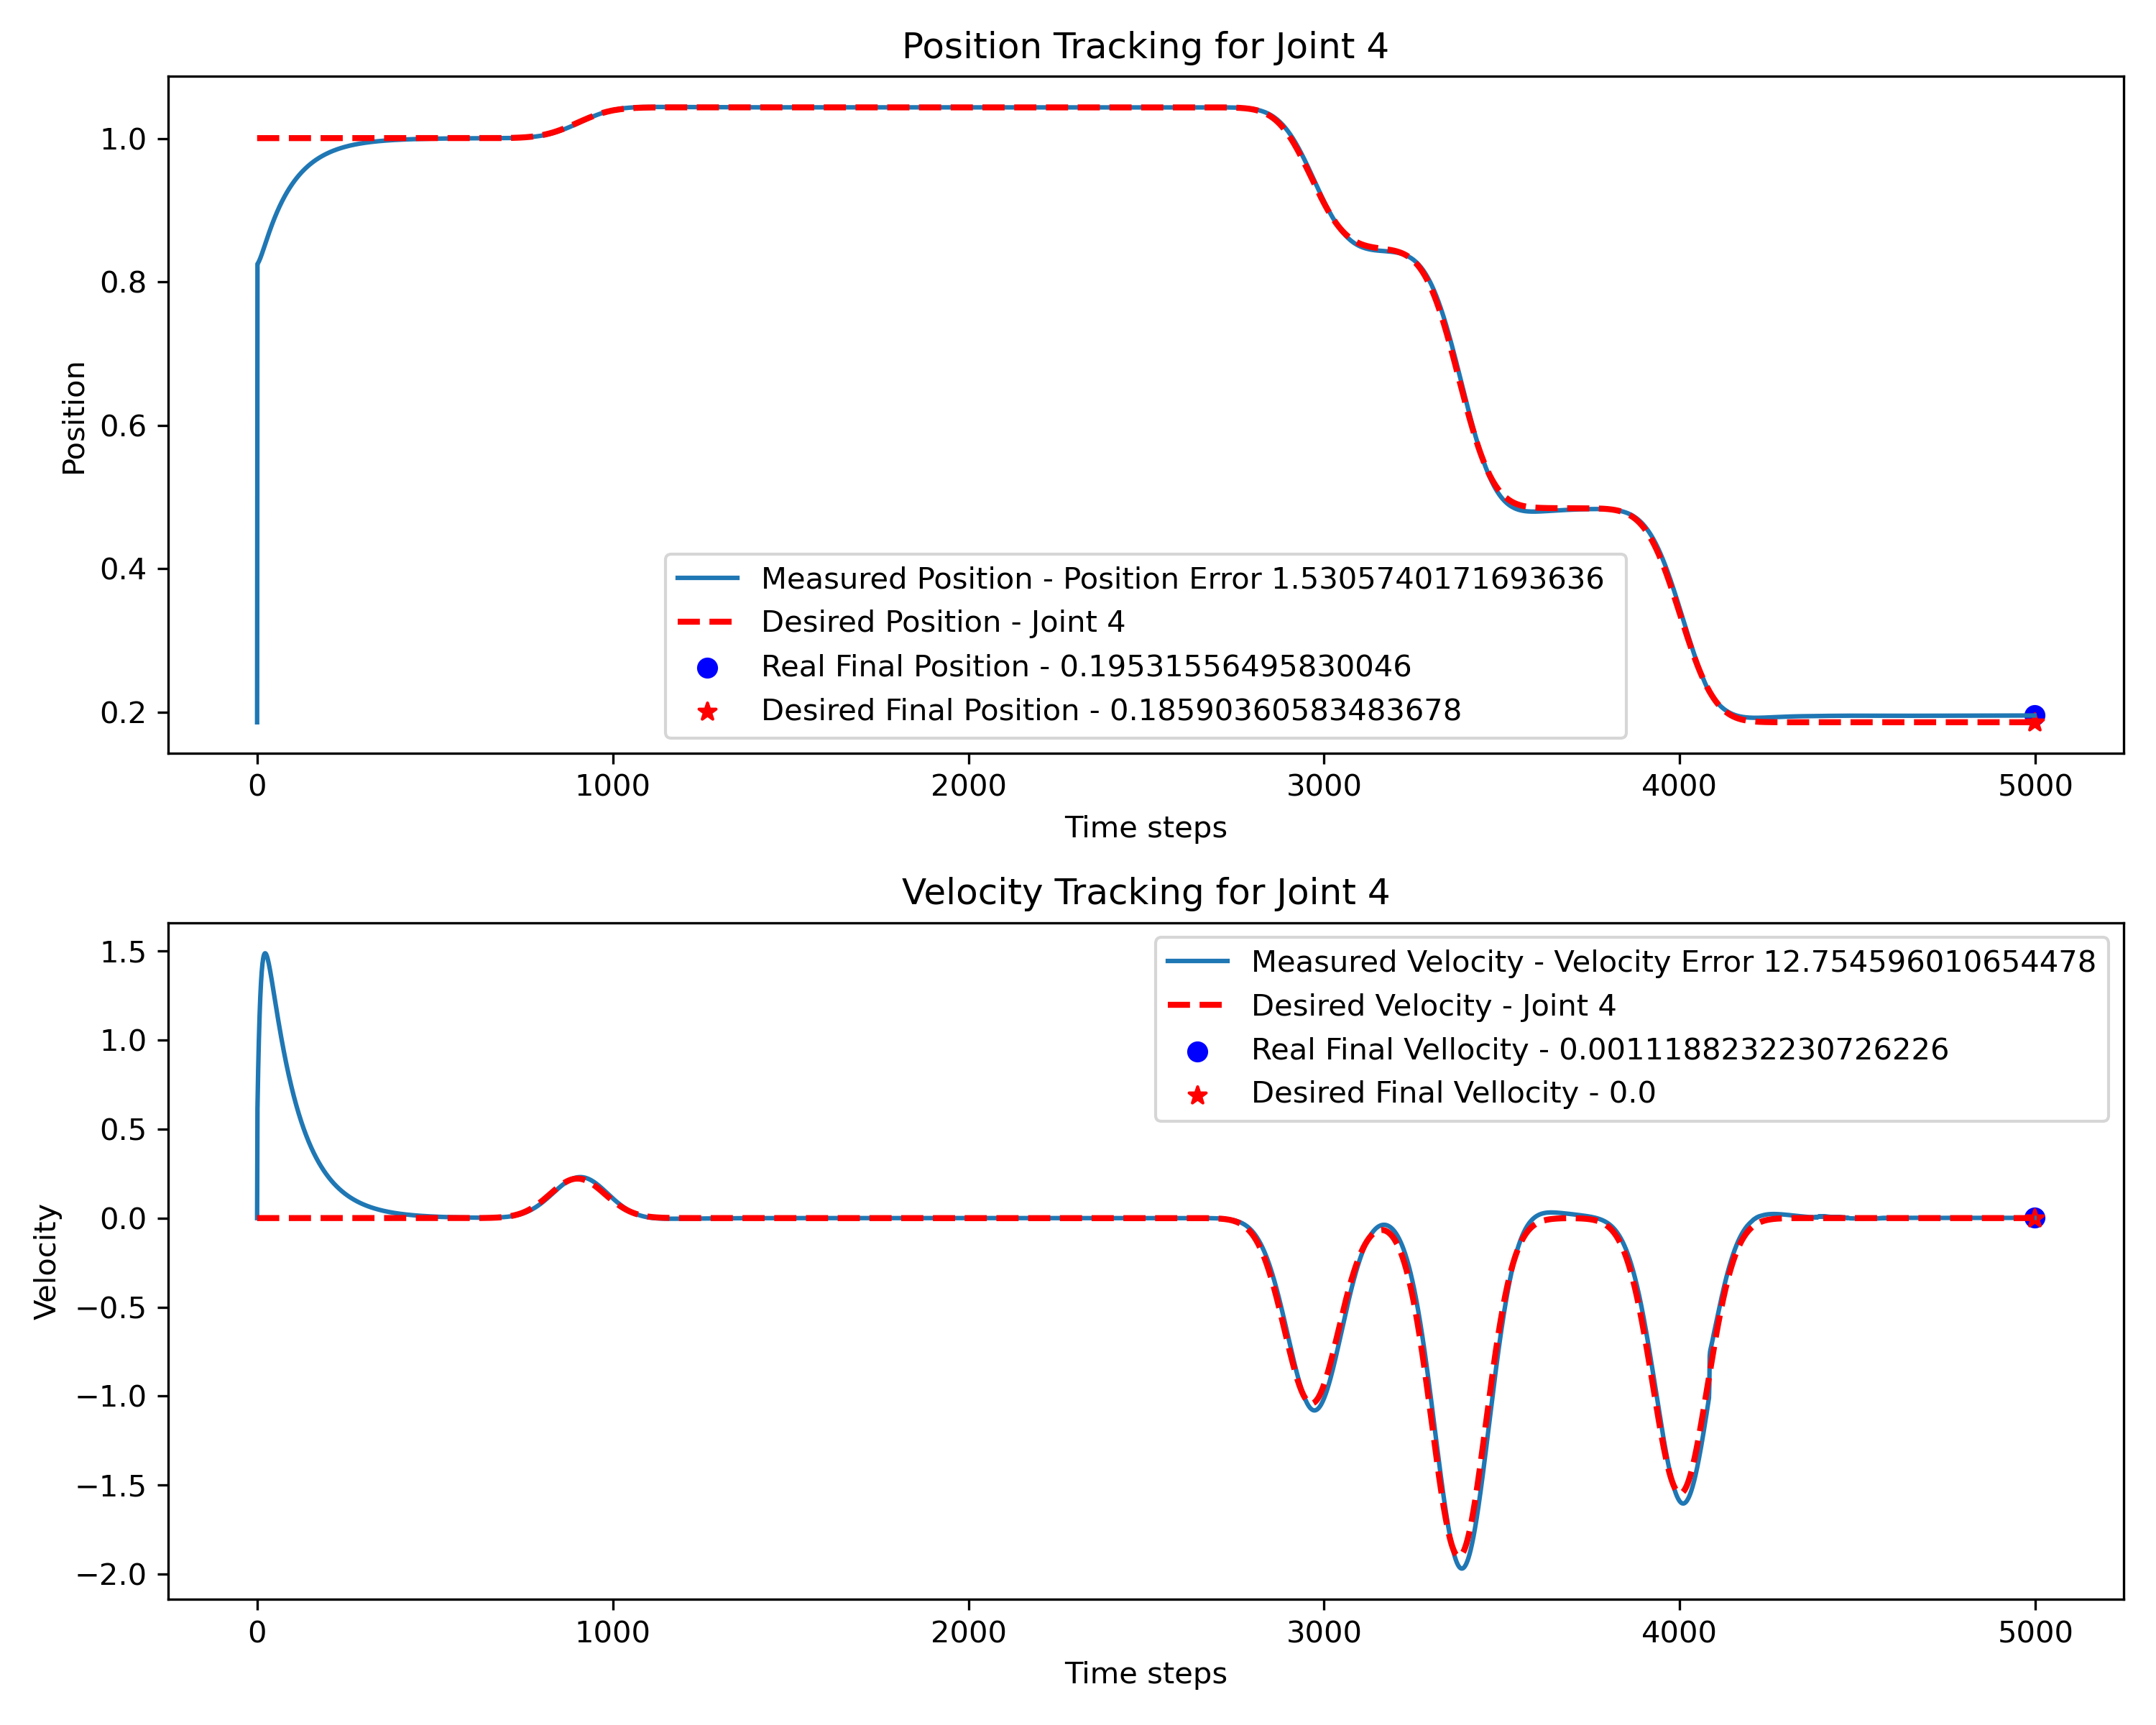 Position Tracking for Joint 4
1.0
0.8
0.6
0.4
0.2
Position
Measured Position - Position Error 1.5305740171693636
Desired Position - Joint 4
Real Final Position - 0.19531556495830046
Desired Final Position - 0.18590360583483678
0 1000 2000 3000 4000 5000
Time steps
Velocity Tracking for Joint 4
1.5
1.0
0.5
0.0
−0.5
−1.0
−1.5
−2.0
Velocity
Measured Velocity - Velocity Error 12.754596010654478
Desired Velocity - Joint 4
Real Final Vellocity - 0.0011188232230726226
Desired Final Vellocity - 0.0
0 1000 2000 3000 4000 5000
Time steps